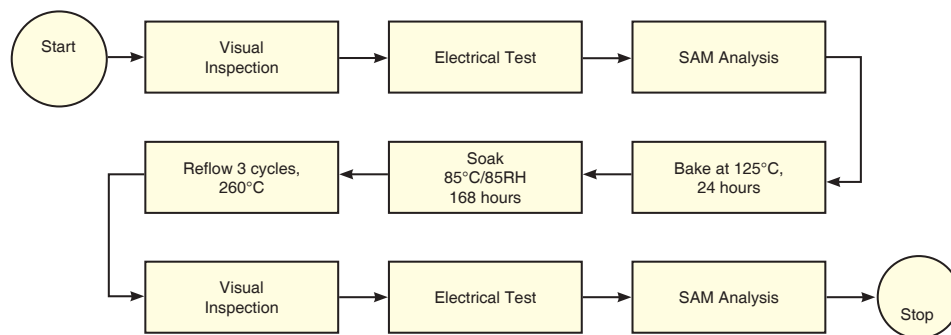 Start
Visual
Inspection
Electrical Test
SAM Analysis
Bake at 125°C,
24 hours
Soak
85°C/85RH
168 hours
Reflow 3 cycles,
260°C
Visual
Inspection
Electrical Test
SAM Analysis
Stop